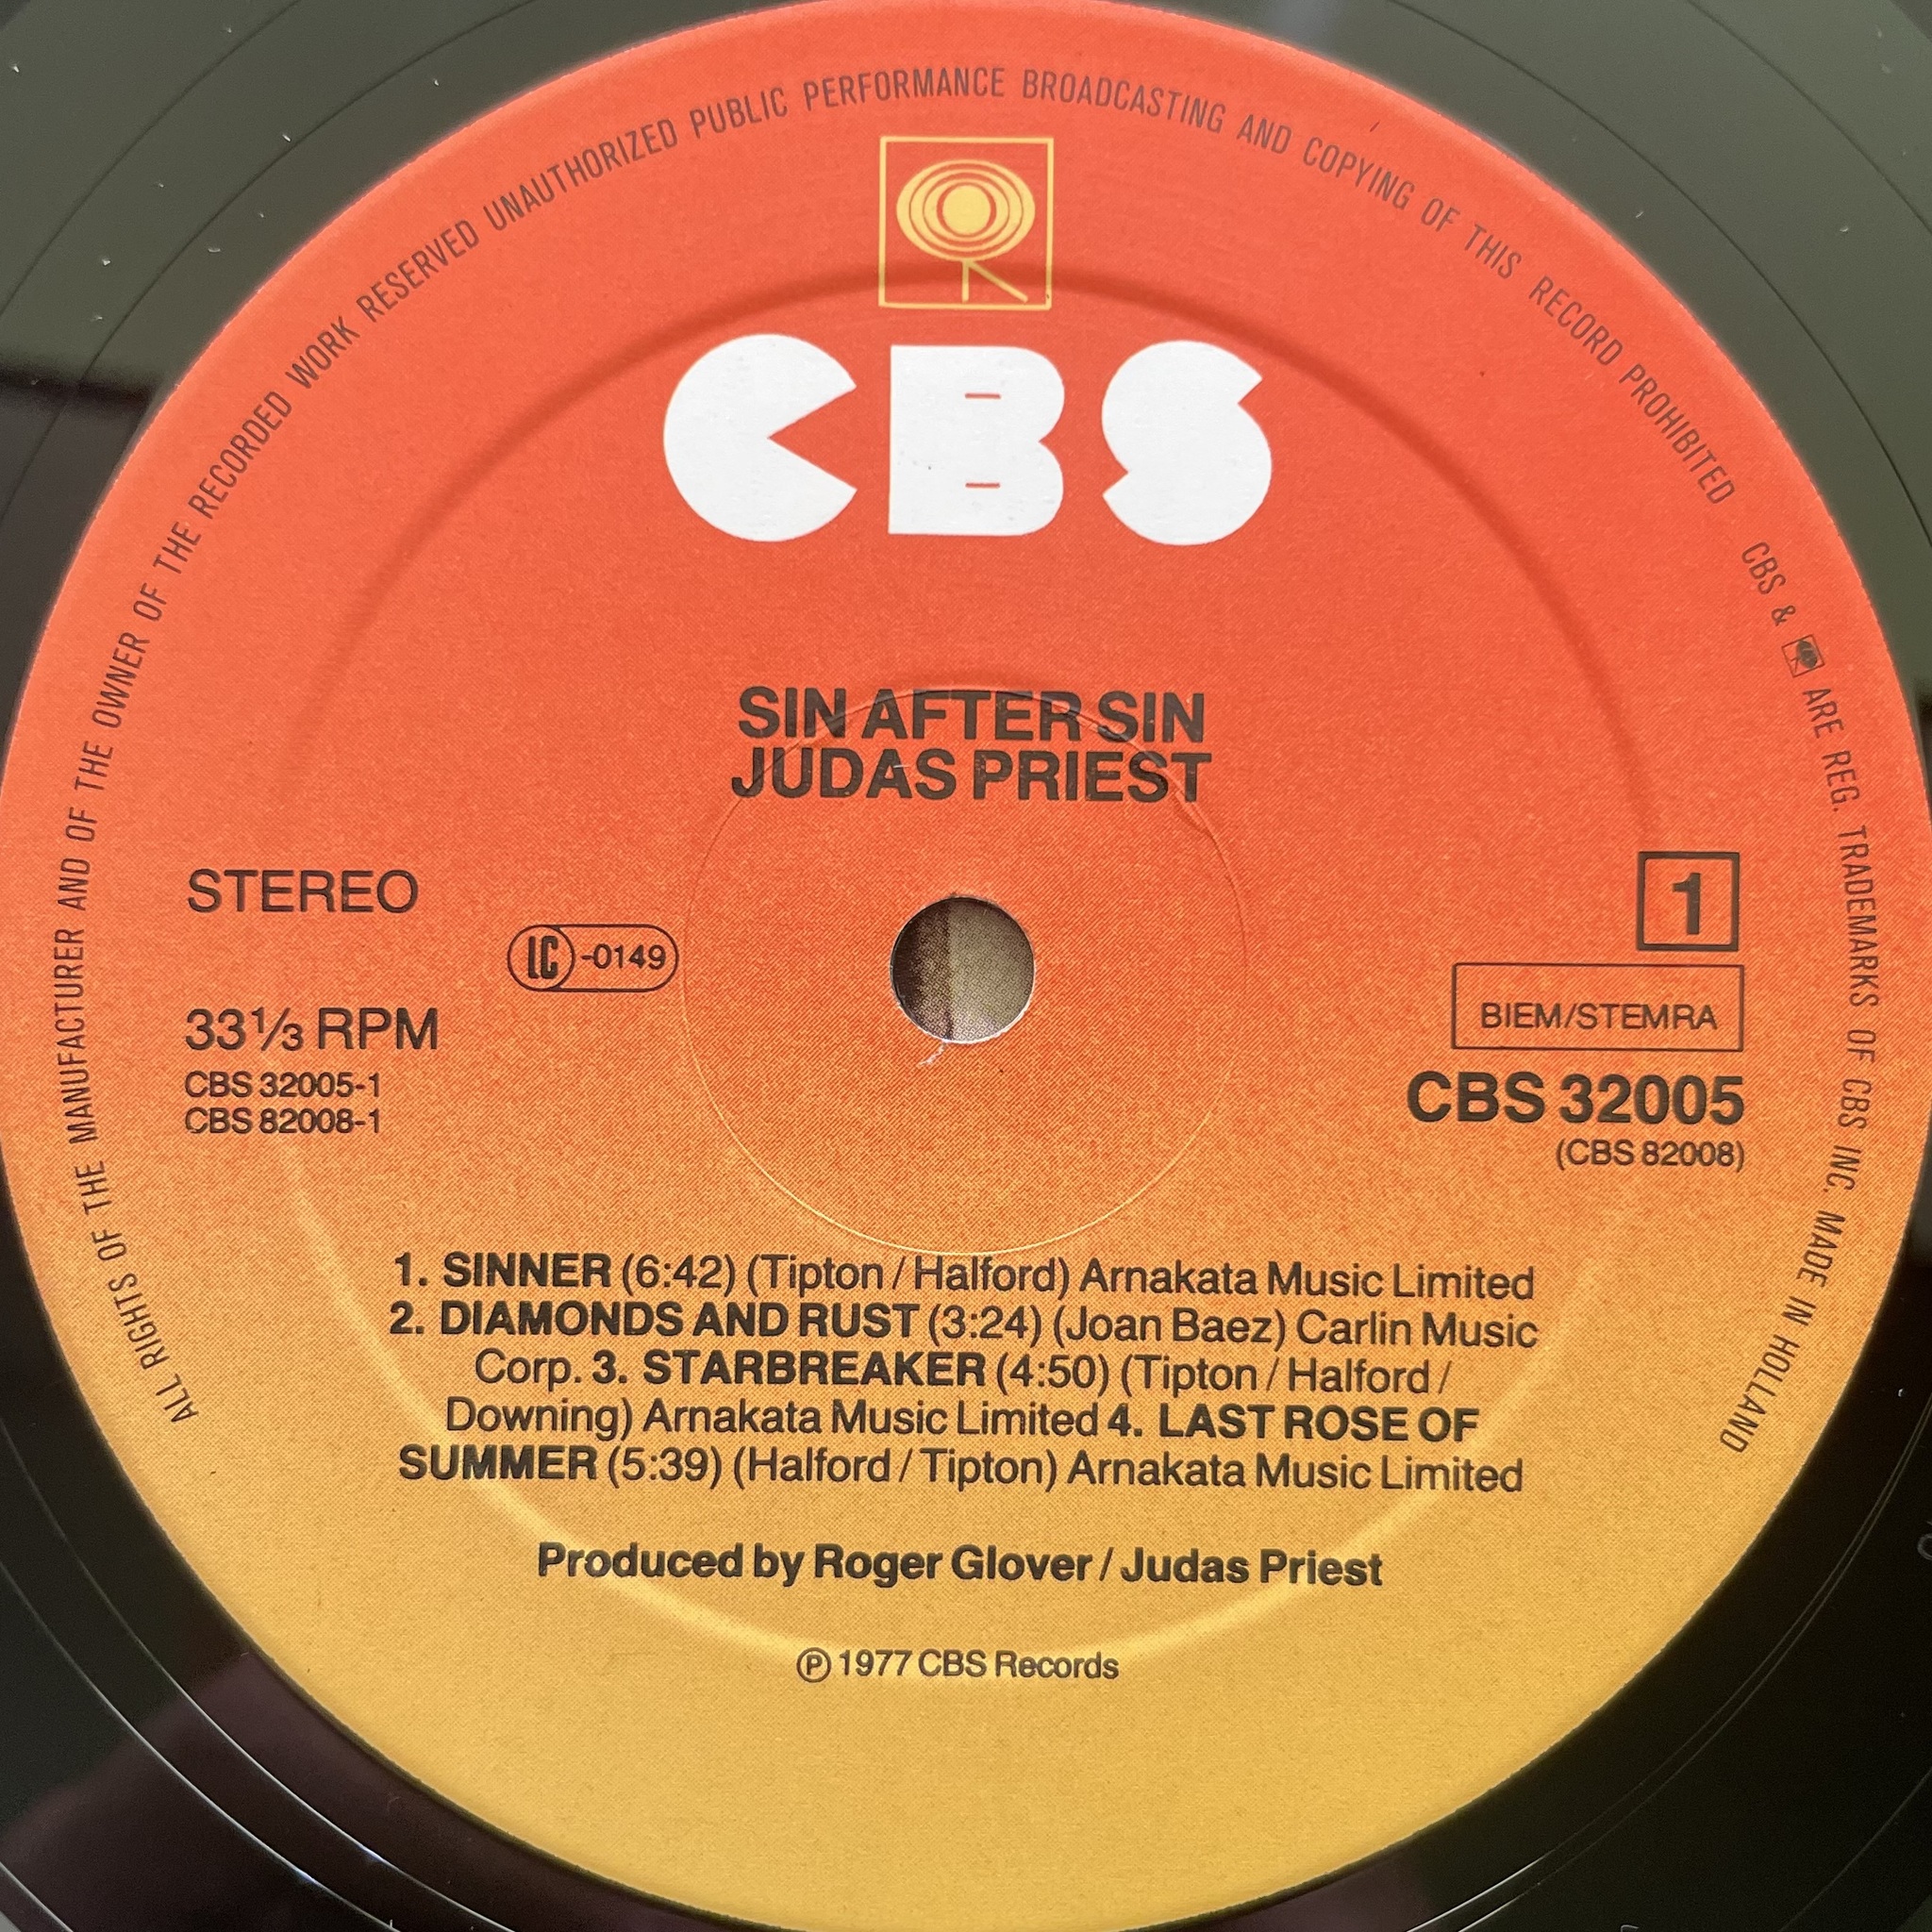 ALL RIGHTS OF THE MANUFACTURER AND OF THE OWNER OF THE RECORDED WORK RESERVED UNAUTHORIZED PUBLIC PERFORMANCE BROADCASTING AND COPYING OF THIS RECORD PROHIBITED CBS & ARE REG. TRADEMARKS OF CBS INC. MADE IN HOLLAND
CBS
SIN AFTER SIN
JUDAS PRIEST
STEREO
LC-0149
33⅓ RPM
CBS 32005-1
CBS 82008-1
1
BIEM/STEMRA
CBS 32005
(CBS 82008)
1. SINNER (6:42) (Tipton / Halford) Arnakata Music Limited
2. DIAMONDS AND RUST (3:24) (Joan Baez) Carlin Music
Corp. 3. STARBREAKER (4:50) (Tipton / Halford /
Downing) Arnakata Music Limited 4. LAST ROSE OF
SUMMER (5:39) (Halford / Tipton) Arnakata Music Limited
Produced by Roger Glover / Judas Priest
℗ 1977 CBS Records